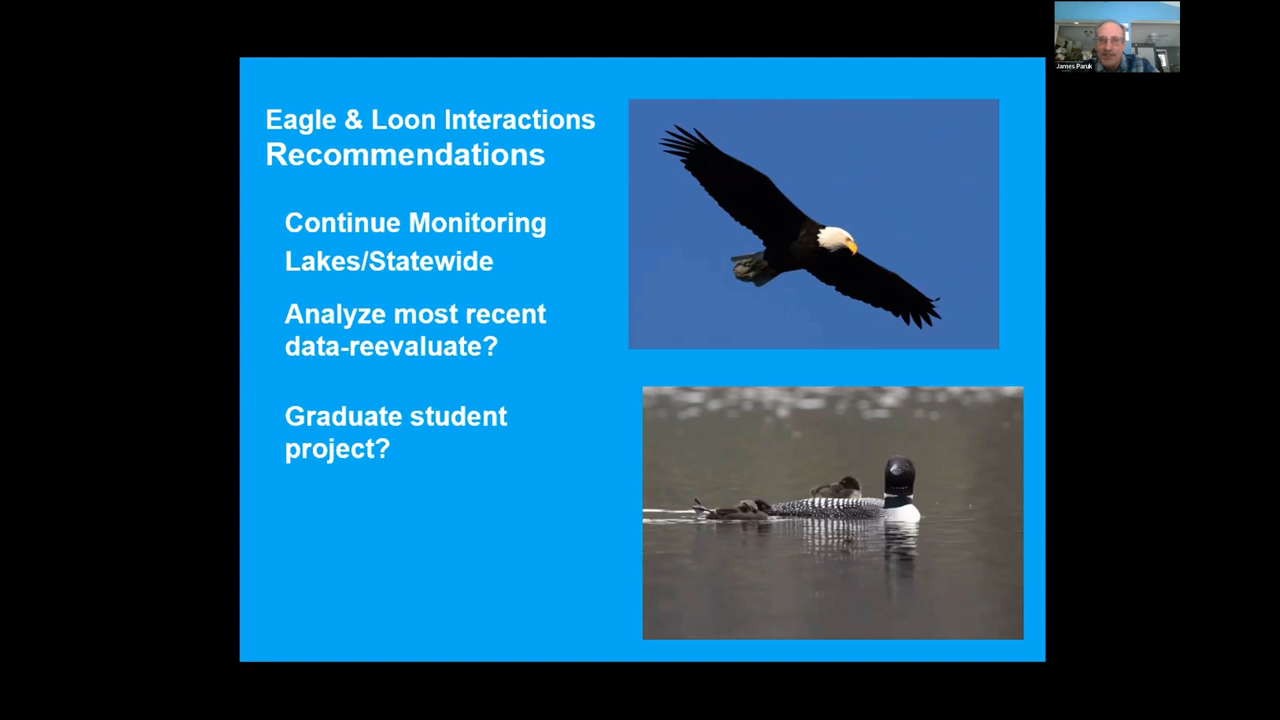 James Paruk
Eagle & Loon Interactions
Recommendations
Continue Monitoring
Lakes/Statewide
Analyze most recent
data-reevaluate?
Graduate student
project?